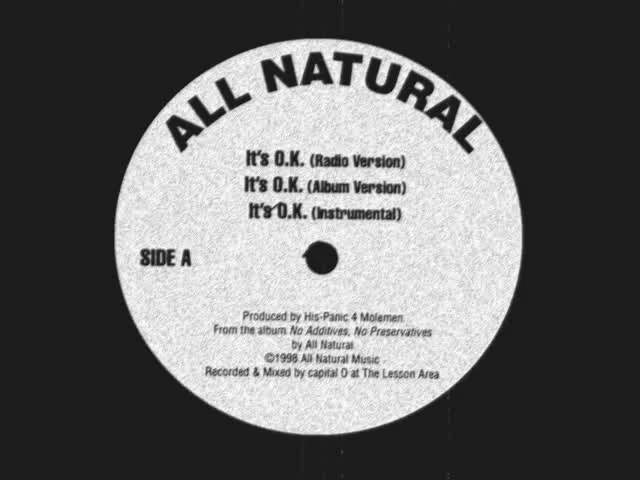 ALL NATURAL
It's O.K. (Radio Version)
It's O.K. (Album Version)
It's O.K. (Instrumental)
SIDE A
Produced by His-Panic 4 Molemen
From the album No Additives, No Preservatives
by All Natural
©1998 All Natural Music
Recorded & Mixed by capital D at The Lesson Area